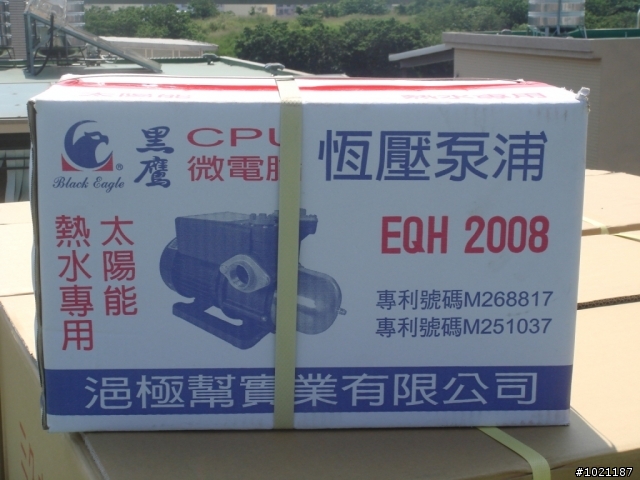 Black Eagle
®
黑鷹
CPU
微電腦
恆壓泵浦
太陽能
熱水專用
EQH 2008
專利號碼M268817
專利號碼M251037
浥極幫實業有限公司
#1021187